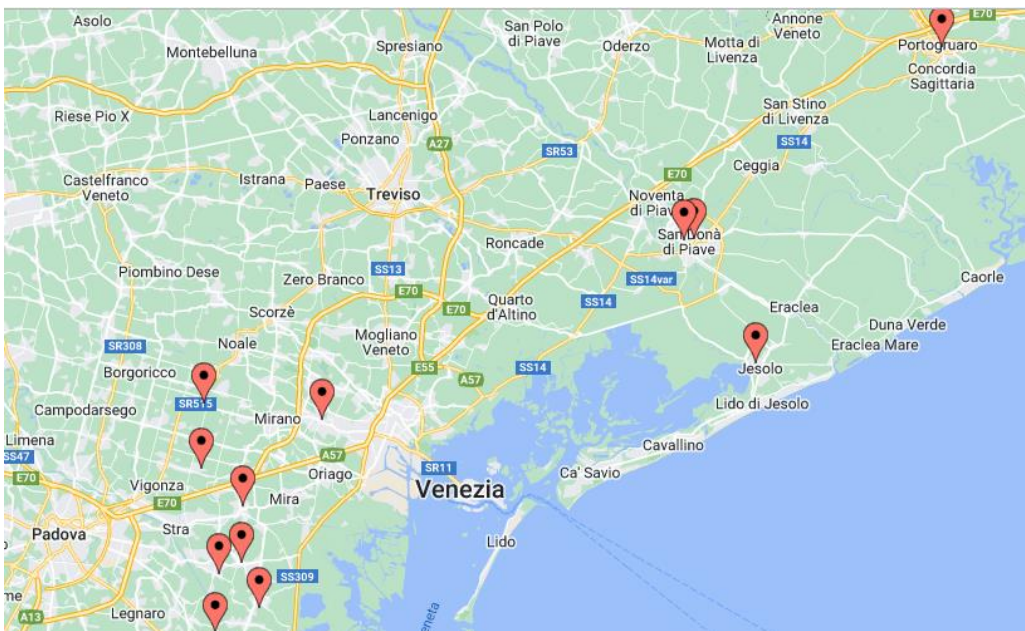 Asolo
San Polo
di Piave
Annone
Veneto
E70
Montebelluna
Spresiano
Oderzo
Motta di
Livenza
Portogruaro
Concordia
Sagittaria
Riese Pio X
Lancenigo
Ponzano
A27
SR53
San Stino
di Livenza
SS14
Castelfranco
Veneto
Istrana
Paese
Treviso
E70
Ceggia
Noventa
di Piave
San Donà
di Piave
Roncade
Piombino Dese
Zero Branco
SS13
SS14var
Caorle
Scorzè
E70
E70
Quarto
d'Altino
SS14
Eraclea
Duna Verde
Eraclea Mare
SR308
Noale
Mogliano
Veneto
E55
SS14
Borgoricco
A57
Jesolo
Campodarsego
SR515
Mirano
Lido di Jesolo
Limena
SS47
A57
Cavallino
E70
Vigonza
Oriago
SR11
Ca' Savio
E70
Mira
Venezia
Padova
Stra
Lido
SS309
me
Legnaro
A13
neta